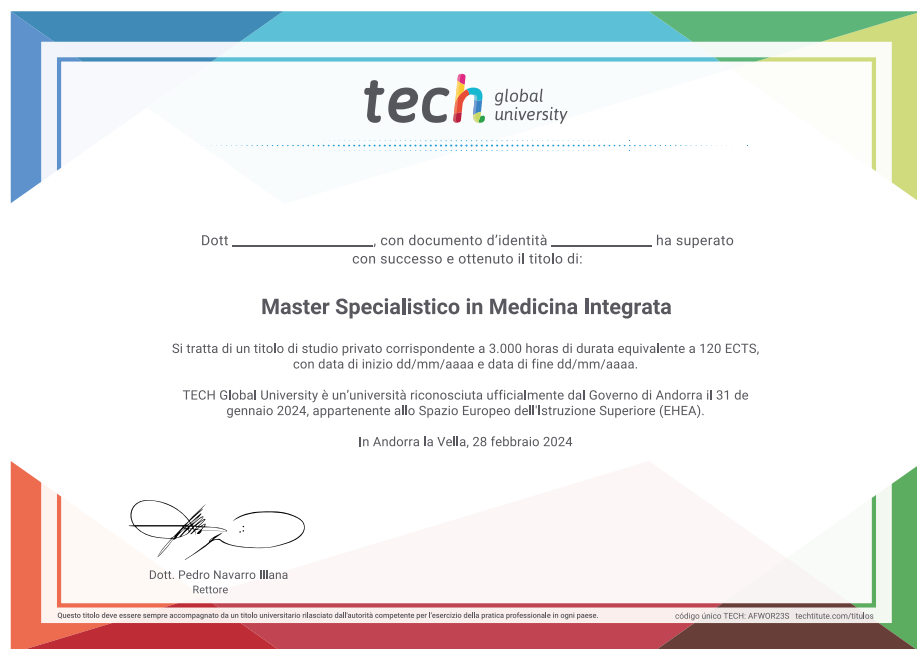 tech global university
Dott ____________, con documento d'identità ____________ ha superato
con successo e ottenuto il titolo di:
Master Specialistico in Medicina Integrata
Si tratta di un titolo di studio privato corrispondente a 3.000 horas di durata equivalente a 120 ECTS,
con data di inizio dd/mm/aaaa e data di fine dd/mm/aaaa.
TECH Global University è un'università riconosciuta ufficialmente dal Governo di Andorra il 31 de
gennaio 2024, appartenente allo Spazio Europeo dell'Istruzione Superiore (EHEA).
In Andorra la Vella, 28 febbraio 2024
Dott. Pedro Navarro Illana
Rettore
Questo titolo deve essere sempre accompagnato da un titolo universitario rilasciato dall'autorità competente per l'esercizio della pratica professionale in ogni paese.
código único TECH: AFWOR23S techtitute.com/titulos